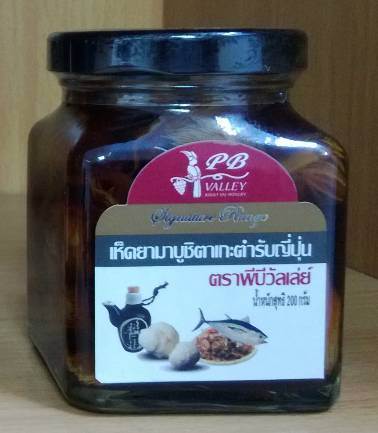 PB
VALLEY
Signature Range
เห็ดยามาบูชิตาเกะตำรับญี่ปุ่น
ตราพีบีวัลเล่ย์
น้ำหนักสุทธิ 200 กรัม